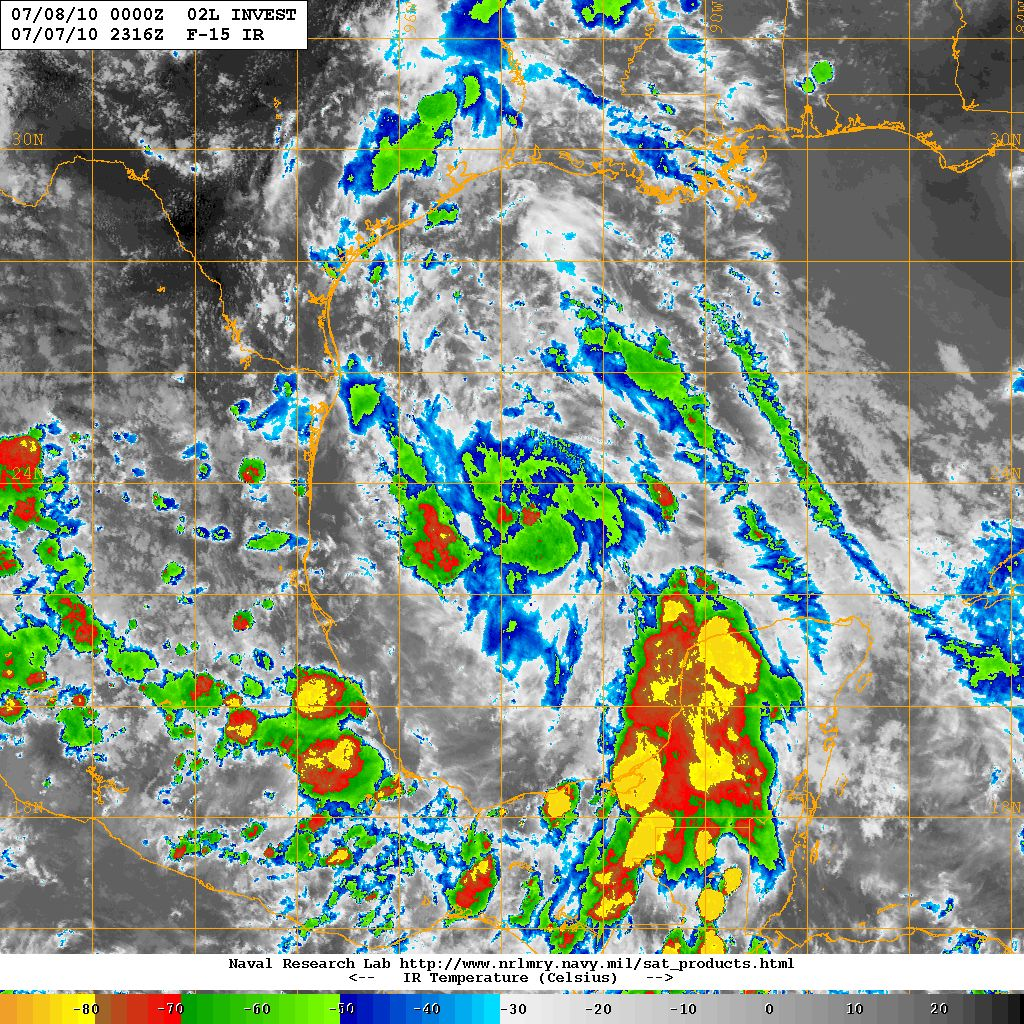 07/08/10 0000Z 02L INVEST
07/07/10 2316Z F-15 IR
96W
90W
84W
30N
30N
24N
24N
18N
18N
Naval Research Lab http://www.nrlmry.navy.mil/sat_products.html
<-- IR Temperature (Celsius) -->
-80 -70 -60 -50 -40 -30 -20 -10 0 10 20